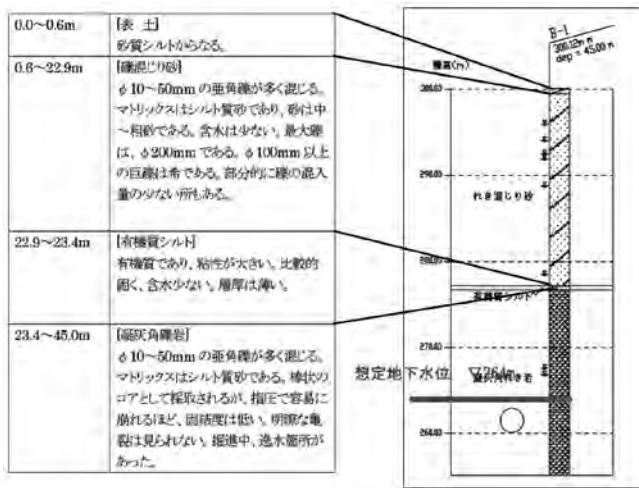 0.0～0.6m
[表 土]
砂質シルトからなる。
0.6～22.9m
[礫混じり砂]
φ10～50mm の亜角礫が多く混じる。
マトリックスはシルト質砂であり、砂は中
～粗砂である。含水は少ない。最大礫
は、φ200mm である。φ100mm 以上
の巨礫は希である。部分的に礫の混入
量の少ない所もある。
22.9～23.4m
[有機質シルト]
有機質であり、粘性が大きい。比較的
固く、含水少ない。層厚は薄い。
23.4～45.0m
[凝灰角礫岩]
φ10～50mm の亜角礫が多く混じる。
マトリックスはシルト質砂である。棒状の
コアとして採取されるが、指圧で容易に
崩れるほど、固結度は低い。明瞭な亀
裂は見られない。掘進中、逸水箇所が
あった。
B-1
300.12m
dep = 45.00m
標高(m)
300.00
290.00
れき混じり砂
280.00
有機質シルト
270.00
想定地下水位 ▽264m
260.00